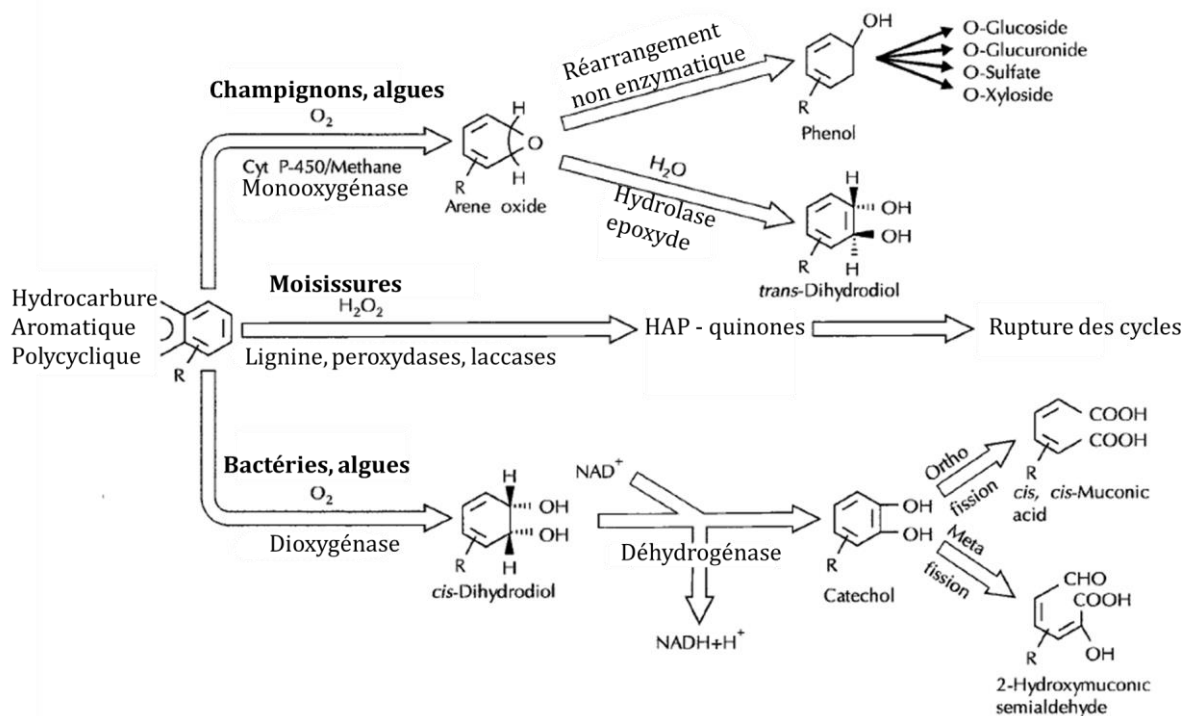 Champignons, algues
O₂
Cyt P-450/Methane
Monooxygénase
H
O
H
R
Arene oxide
Réarrangement
non enzymatique
OH
R
Phenol
O-Glucoside
O-Glucuronide
O-Sulfate
O-Xyloside
H₂O
Hydrolase
epoxyde
H
OH
OH
R
H
trans-Dihydrodiol
Hydrocarbure
Aromatique
Polycyclique
R
Moisissures
H₂O₂
Lignine, peroxydases, laccases
HAP - quinones
Rupture des cycles
Bactéries, algues
O₂
Dioxygénase
H
OH
OH
H
R
cis-Dihydrodiol
NAD⁺
Déhydrogénase
NADH+H⁺
OH
OH
R
Catechol
Ortho
fission
COOH
COOH
R
cis, cis-Muconic
acid
Meta
fission
CHO
COOH
R
OH
2-Hydroxymuconic
semialdehyde